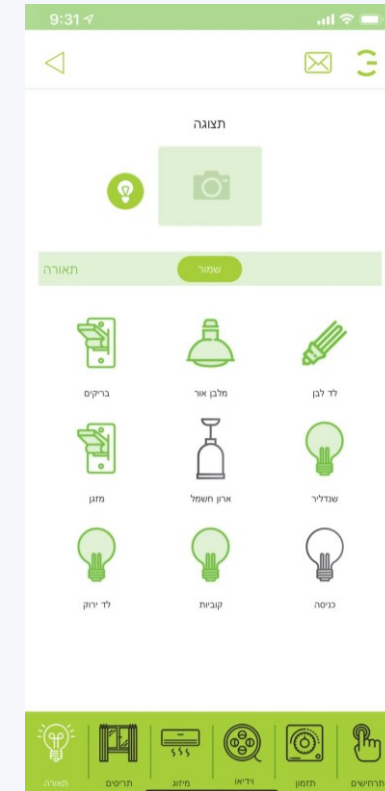 9:31
תצוגה
שמור
תאורה
לד לבן
מלבן אור
בריקים
שנדליר
ארון חשמל
מזגן
כניסה
קוביות
לד ירוק
תרחישים
תזמון
וידיאו
מיזוג
תריסים
תאורה